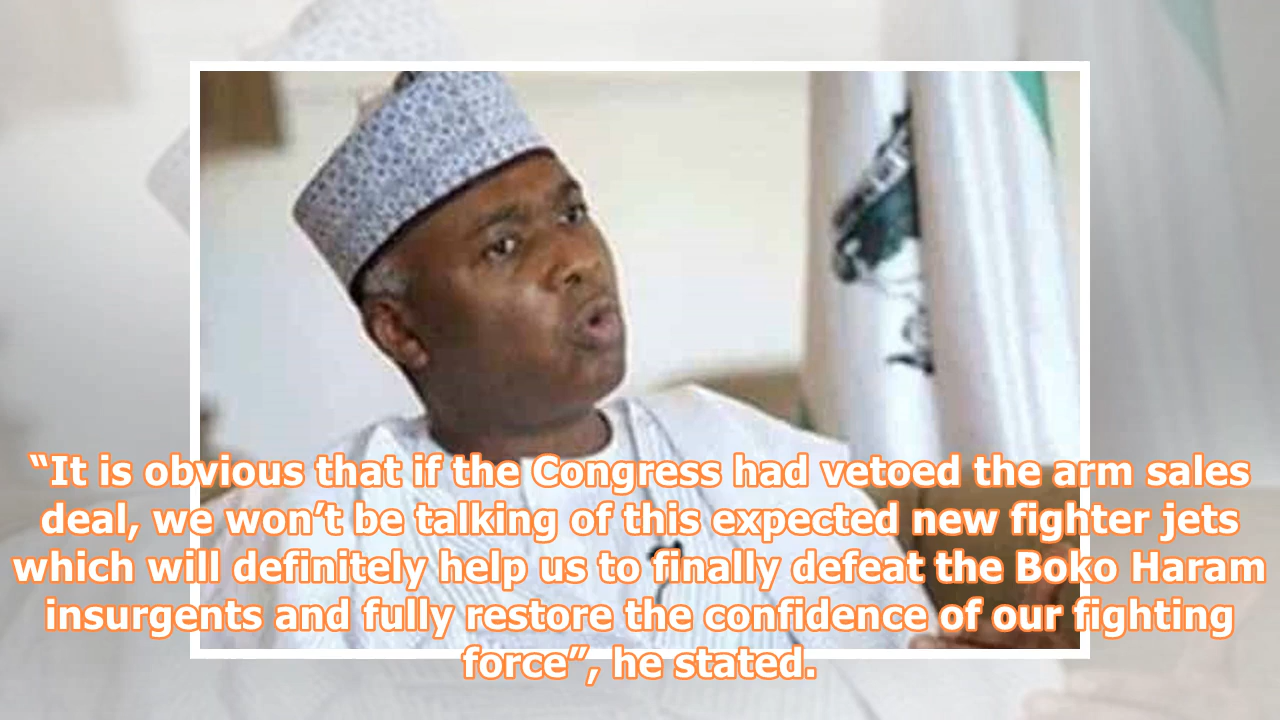 “It is obvious that if the Congress had vetoed the arm sales
deal, we won’t be talking of this expected new fighter jets
which will definitely help us to finally defeat the Boko Haram
insurgents and fully restore the confidence of our fighting
force”, he stated.